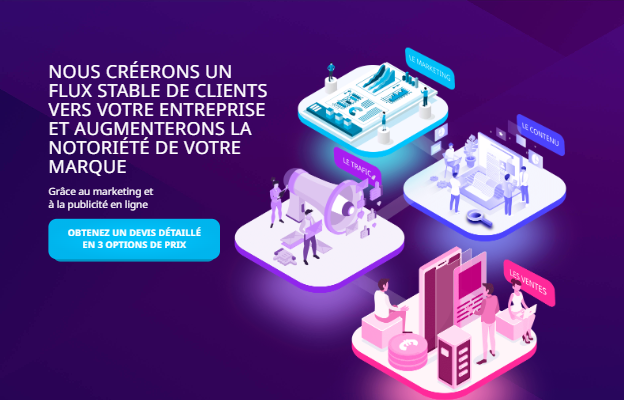 NOUS CRÉERONS UN
FLUX STABLE DE CLIENTS
VERS VOTRE ENTREPRISE
ET AUGMENTERONS LA
NOTORIÉTÉ DE VOTRE
MARQUE
Grâce au marketing et
à la publicité en ligne
OBTENEZ UN DEVIS DÉTAILLÉ
EN 3 OPTIONS DE PRIX
LE MARKETING
LE CONTENU
LE TRAFIC
LES VENTES